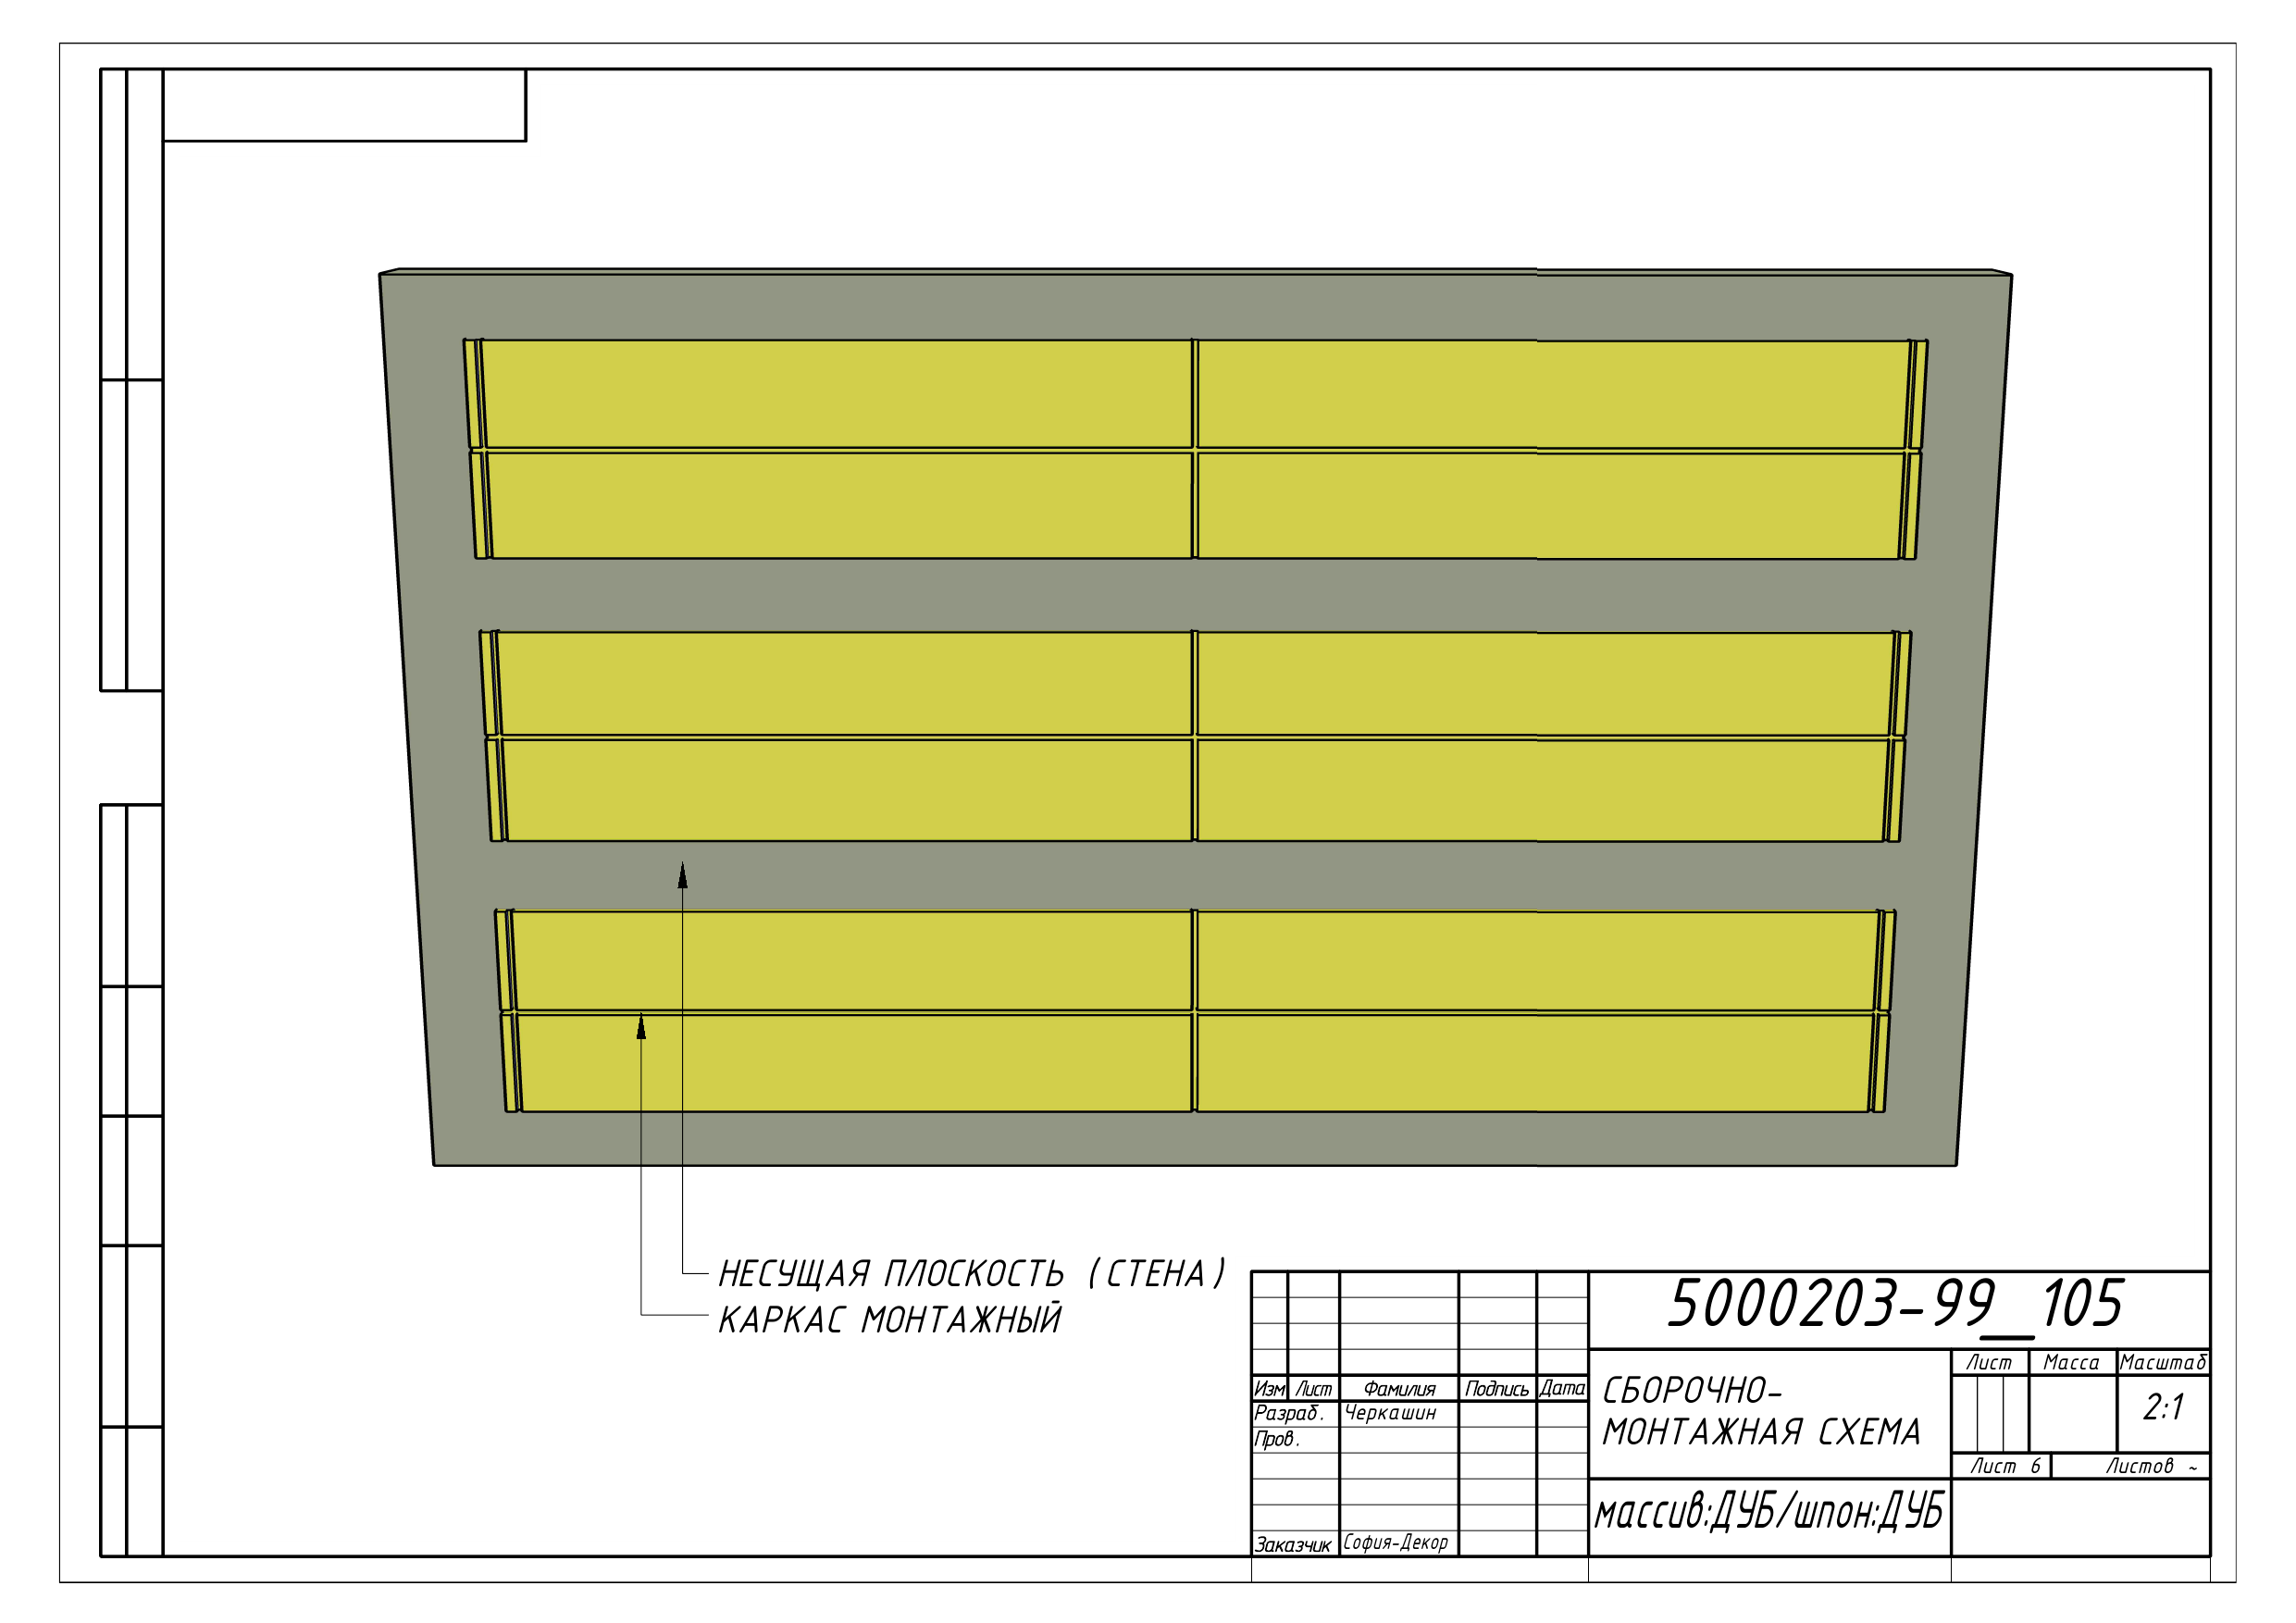 НЕСУЩАЯ ПЛОСКОСТЬ (СТЕНА)
КАРКАС МОНТАЖНЫЙ
5000203-99_105
Лист Масса Масштаб
Изм Лист Фамилия Подпись Дата
СБОРОЧНО-
МОНТАЖНАЯ СХЕМА
2:1
Разраб. Черкашин
Пров.
Лист 6 Листов ~
массив:ДУБ/шпон:ДУБ
Заказчик София-Декор